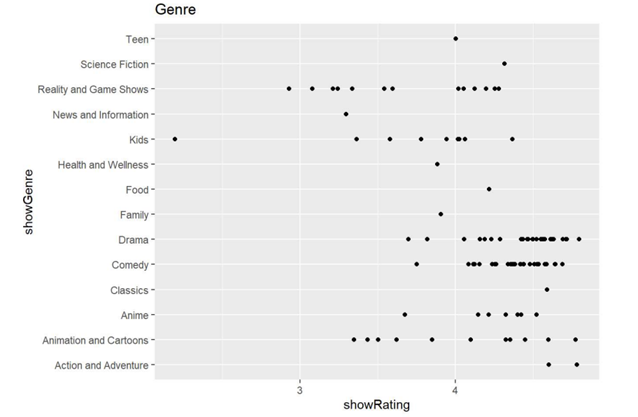 Genre
showGenre
Teen
Science Fiction
Reality and Game Shows
News and Information
Kids
Health and Wellness
Food
Family
Drama
Comedy
Classics
Anime
Animation and Cartoons
Action and Adventure
3
4
showRating